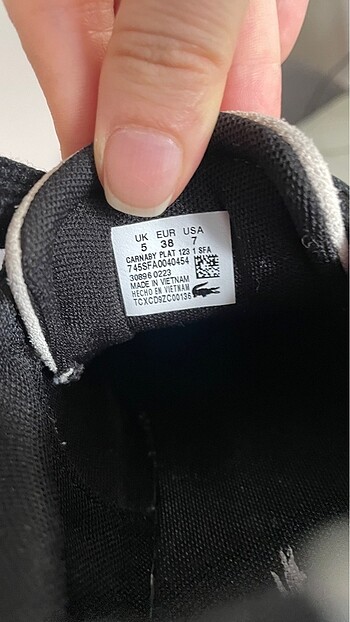 UK EUR USA
5 38 7
CARNABY PLAT 123 1 SFA
745SFA0040454
30896 0223
MADE IN VIETNAM
HECHO EN VIETNAM
TCXCD9ZC00136